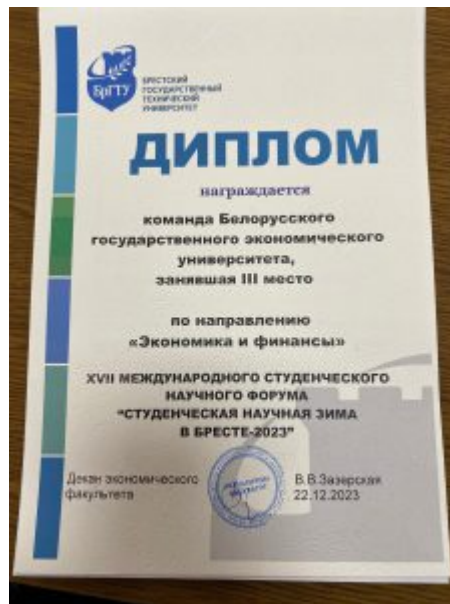 БрГТУ
БРЕСТСКИЙ
ГОСУДАРСТВЕННЫЙ
ТЕХНИЧЕСКИЙ
УНИВЕРСИТЕТ
ДИПЛОМ
награждается
команда Белорусского
государственного экономического
университета,
занявшая III место
по направлению
«Экономика и финансы»
XVII МЕЖДУНАРОДНОГО СТУДЕНЧЕСКОГО
НАУЧНОГО ФОРУМА
"СТУДЕНЧЕСКАЯ НАУЧНАЯ ЗИМА
В БРЕСТЕ-2023"
Декан экономического
факультета
В.В.Зазерская
22.12.2023